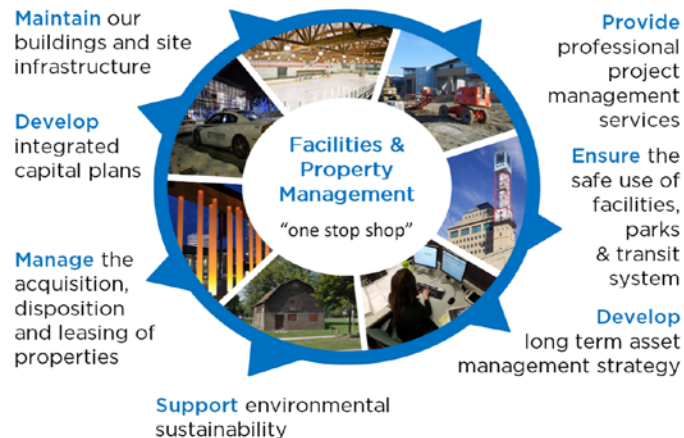 Maintain our
buildings and site
infrastructure
Develop
integrated
capital plans
Manage the
acquisition,
disposition
and leasing of
properties
Support environmental
sustainability
Facilities &
Property
Management
“one stop shop”
Provide
professional
project
management
services
Ensure the
safe use of
facilities,
parks
& transit
system
Develop
long term asset
management strategy